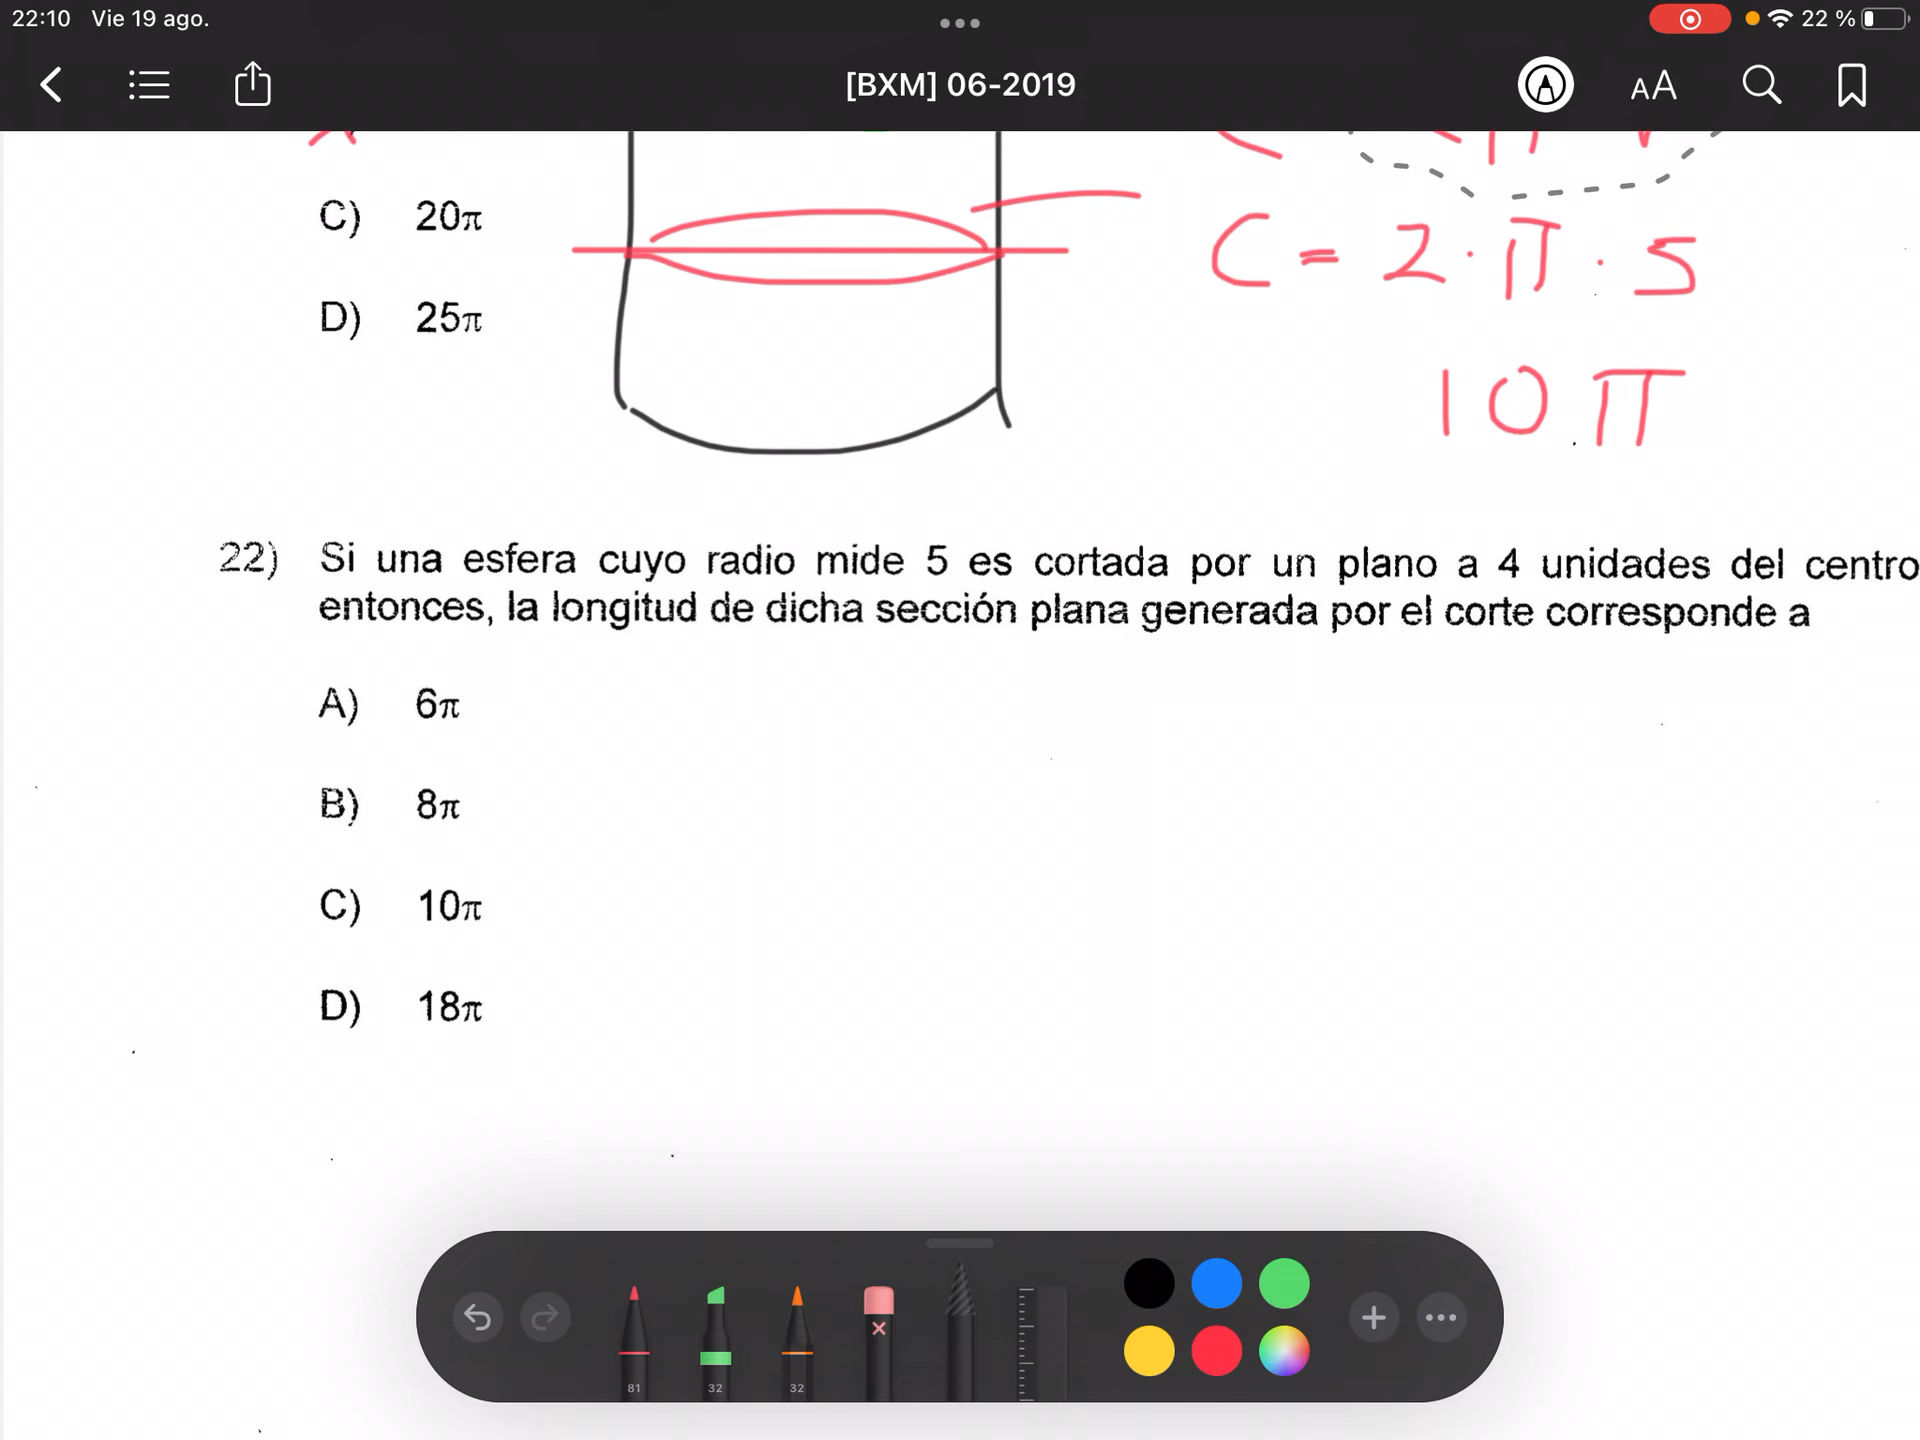 22:10 Vie 19 ago.
22 %
[BXM] 06-2019
AA
C) 20π
C = 2 · π · 5
D) 25π
10 π
22) Si una esfera cuyo radio mide 5 es cortada por un plano a 4 unidades del centro
entonces, la longitud de dicha sección plana generada por el corte corresponde a
A) 6π
B) 8π
C) 10π
D) 18π
81 32 32